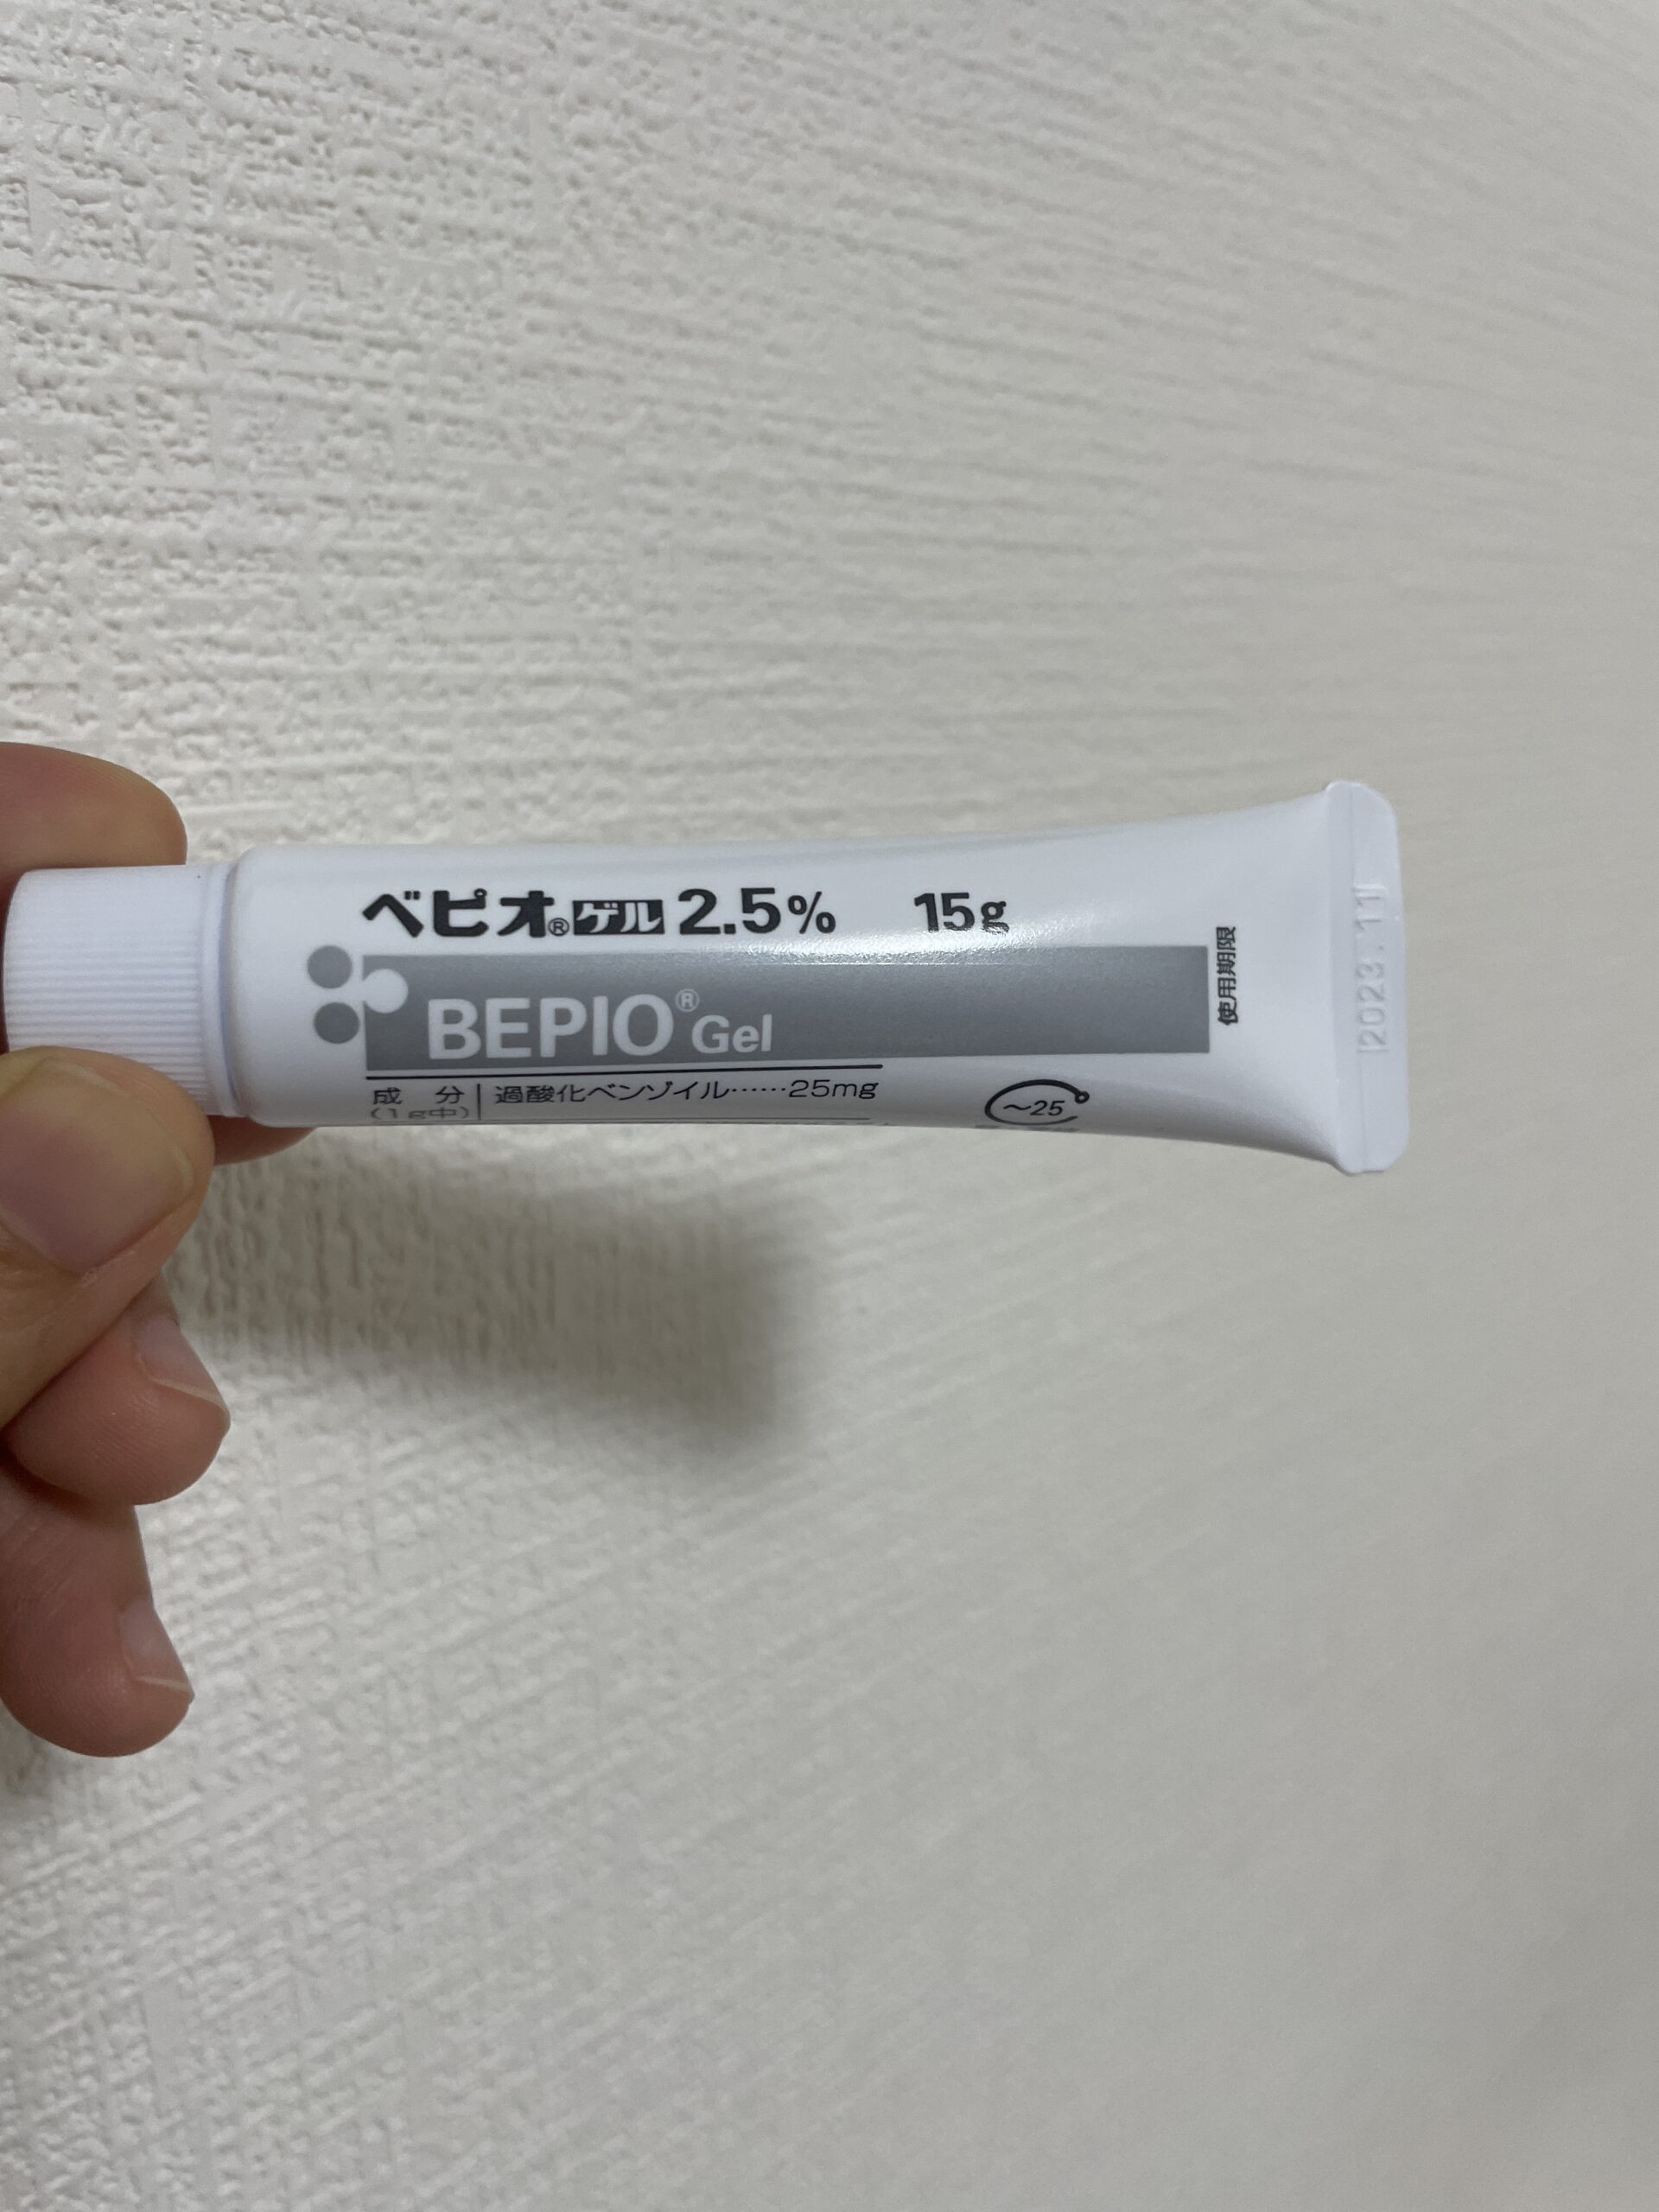 ベピオ®ゲル2.5% 15g
BEPIO® Gel
成 分 過酸化ベンゾイル……25mg
(1g中)
~25
使用期限
2023.11